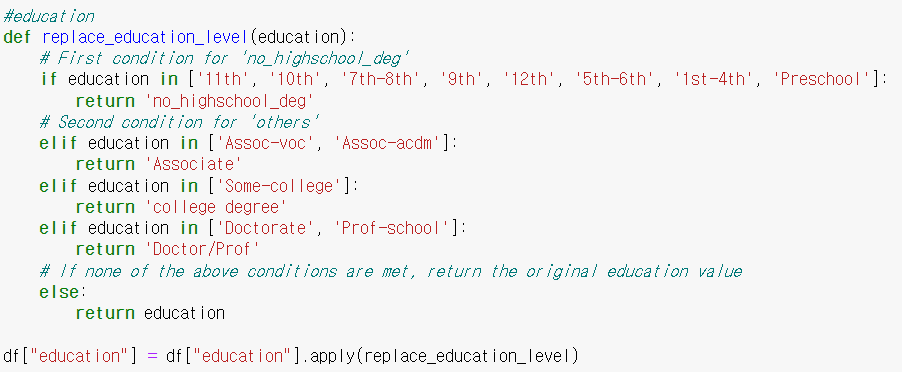 #education
def replace_education_level(education):
    # First condition for 'no_highschool_deg'
    if education in ['11th', '10th', '7th-8th', '9th', '12th', '5th-6th', '1st-4th', 'Preschool']:
        return 'no_highschool_deg'
    # Second condition for 'others'
    elif education in ['Assoc-voc', 'Assoc-acdm']:
        return 'Associate'
    elif education in ['Some-college']:
        return 'college degree'
    elif education in ['Doctorate', 'Prof-school']:
        return 'Doctor/Prof'
    # If none of the above conditions are met, return the original education value
    else:
        return education
df["education"] = df["education"].apply(replace_education_level)